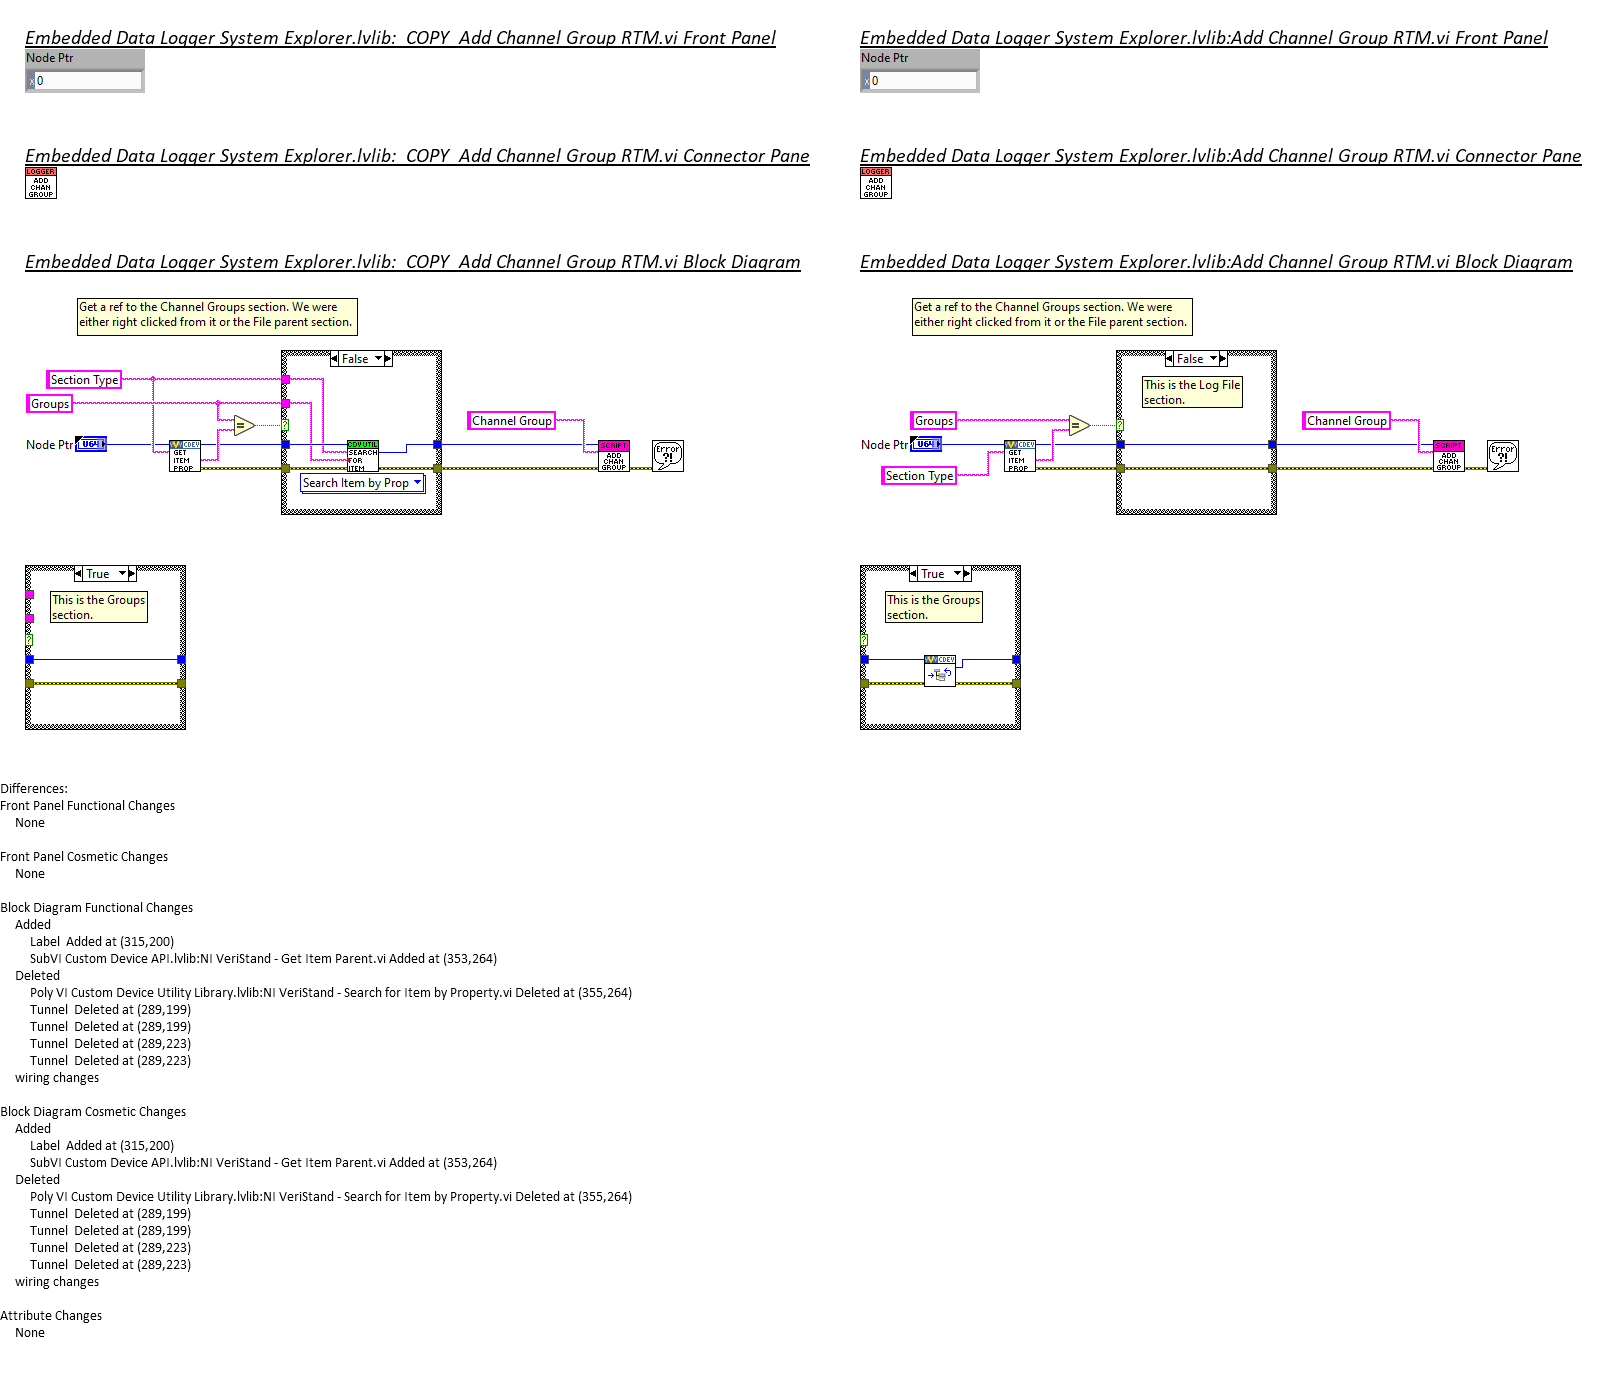 Embedded Data Logger System Explorer.lvlib:  COPY  Add Channel Group RTM.vi Front Panel
Node Ptr
x 0
Embedded Data Logger System Explorer.lvlib:  COPY  Add Channel Group RTM.vi Connector Pane
LOGGER
ADD
CHAN
GROUP
Embedded Data Logger System Explorer.lvlib:  COPY  Add Channel Group RTM.vi Block Diagram
Get a ref to the Channel Groups section. We were
either right clicked from it or the File parent section.
False
Section Type
Groups
=
?
Channel Group
Node Ptr
U64
CDEV
GET
ITEM
PROP
CDV UTIL
SEARCH
FOR
ITEM
SCRIPT
ADD
CHAN
GROUP
Error
?!
Search Item by Prop
True
This is the Groups
section.
?
Embedded Data Logger System Explorer.lvlib:Add Channel Group RTM.vi Front Panel
Node Ptr
x 0
Embedded Data Logger System Explorer.lvlib:Add Channel Group RTM.vi Connector Pane
LOGGER
ADD
CHAN
GROUP
Embedded Data Logger System Explorer.lvlib:Add Channel Group RTM.vi Block Diagram
Get a ref to the Channel Groups section. We were
either right clicked from it or the File parent section.
False
This is the Log File
section.
Groups
=
?
Channel Group
Node Ptr
U64
CDEV
GET
ITEM
PROP
SCRIPT
ADD
CHAN
GROUP
Error
?!
Section Type
True
This is the Groups
section.
?
CDEV
Differences:
Front Panel Functional Changes
None
Front Panel Cosmetic Changes
None
Block Diagram Functional Changes
Added
Label  Added at (315,200)
SubVI Custom Device API.lvlib:NI VeriStand - Get Item Parent.vi Added at (353,264)
Deleted
Poly VI Custom Device Utility Library.lvlib:NI VeriStand - Search for Item by Property.vi Deleted at (355,264)
Tunnel  Deleted at (289,199)
Tunnel  Deleted at (289,199)
Tunnel  Deleted at (289,223)
Tunnel  Deleted at (289,223)
wiring changes
Block Diagram Cosmetic Changes
Added
Label  Added at (315,200)
SubVI Custom Device API.lvlib:NI VeriStand - Get Item Parent.vi Added at (353,264)
Deleted
Poly VI Custom Device Utility Library.lvlib:NI VeriStand - Search for Item by Property.vi Deleted at (355,264)
Tunnel  Deleted at (289,199)
Tunnel  Deleted at (289,199)
Tunnel  Deleted at (289,223)
Tunnel  Deleted at (289,223)
wiring changes
Attribute Changes
None